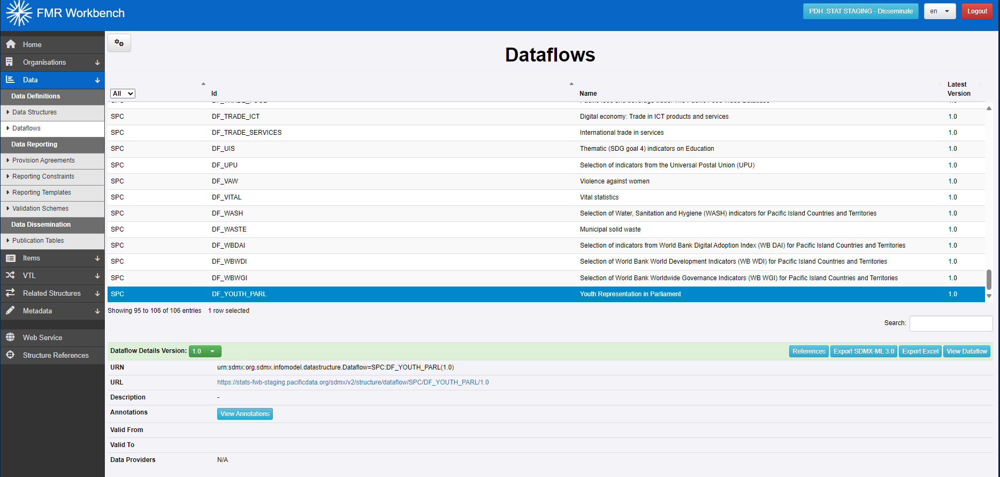 FMR Workbench
PDH .STAT STAGING - Disseminate
en
Logout
Home
Organisations
Data
Data Definitions
Data Structures
Dataflows
Data Reporting
Provision Agreements
Reporting Constraints
Reporting Templates
Validation Schemes
Data Dissemination
Publication Tables
Items
VTL
Related Structures
Metadata
Web Service
Structure References
Dataflows
All Id Name Latest Version
SPC DF_TRADE_ICT Digital economy: Trade in ICT products and services 1.0
SPC DF_TRADE_SERVICES International trade in services 1.0
SPC DF_UIS Thematic (SDG goal 4) indicators on Education 1.0
SPC DF_UPU Selection of indicators from the Universal Postal Union (UPU) 1.0
SPC DF_VAW Violence against women 1.0
SPC DF_VITAL Vital statistics 1.0
SPC DF_WASH Selection of Water, Sanitation and Hygiene (WASH) indicators for Pacific Island Countries and Territories 1.0
SPC DF_WASTE Municipal solid waste 1.0
SPC DF_WBDAI Selection of indicators from World Bank Digital Adoption Index (WB DAI) for Pacific Island Countries and Territories 1.0
SPC DF_WBWDI Selection of World Bank World Development Indicators (WB WDI) for Pacific Island Countries and Territories 1.0
SPC DF_WBWGI Selection of World Bank Worldwide Governance Indicators (WB WGI) for Pacific Island Countries and Territories 1.0
SPC DF_YOUTH_PARL Youth Representation in Parliament 1.0
Showing 95 to 106 of 106 entries 1 row selected
Search:
Dataflow Details Version: 1.0 References Export SDMX-ML 3.0 Export Excel View Dataflow
URN urn:sdmx:org.sdmx.infomodel.datastructure.Dataflow=SPC:DF_YOUTH_PARL(1.0)
URL https://stats-fwb-staging.pacificdata.org/sdmx/v2/structure/dataflow/SPC/DF_YOUTH_PARL/1.0
Description -
Annotations View Annotations
Valid From
Valid To
Data Providers N/A